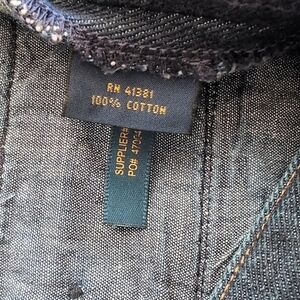 RN 41381
100% COTTON
SUPPLIER#
PO#